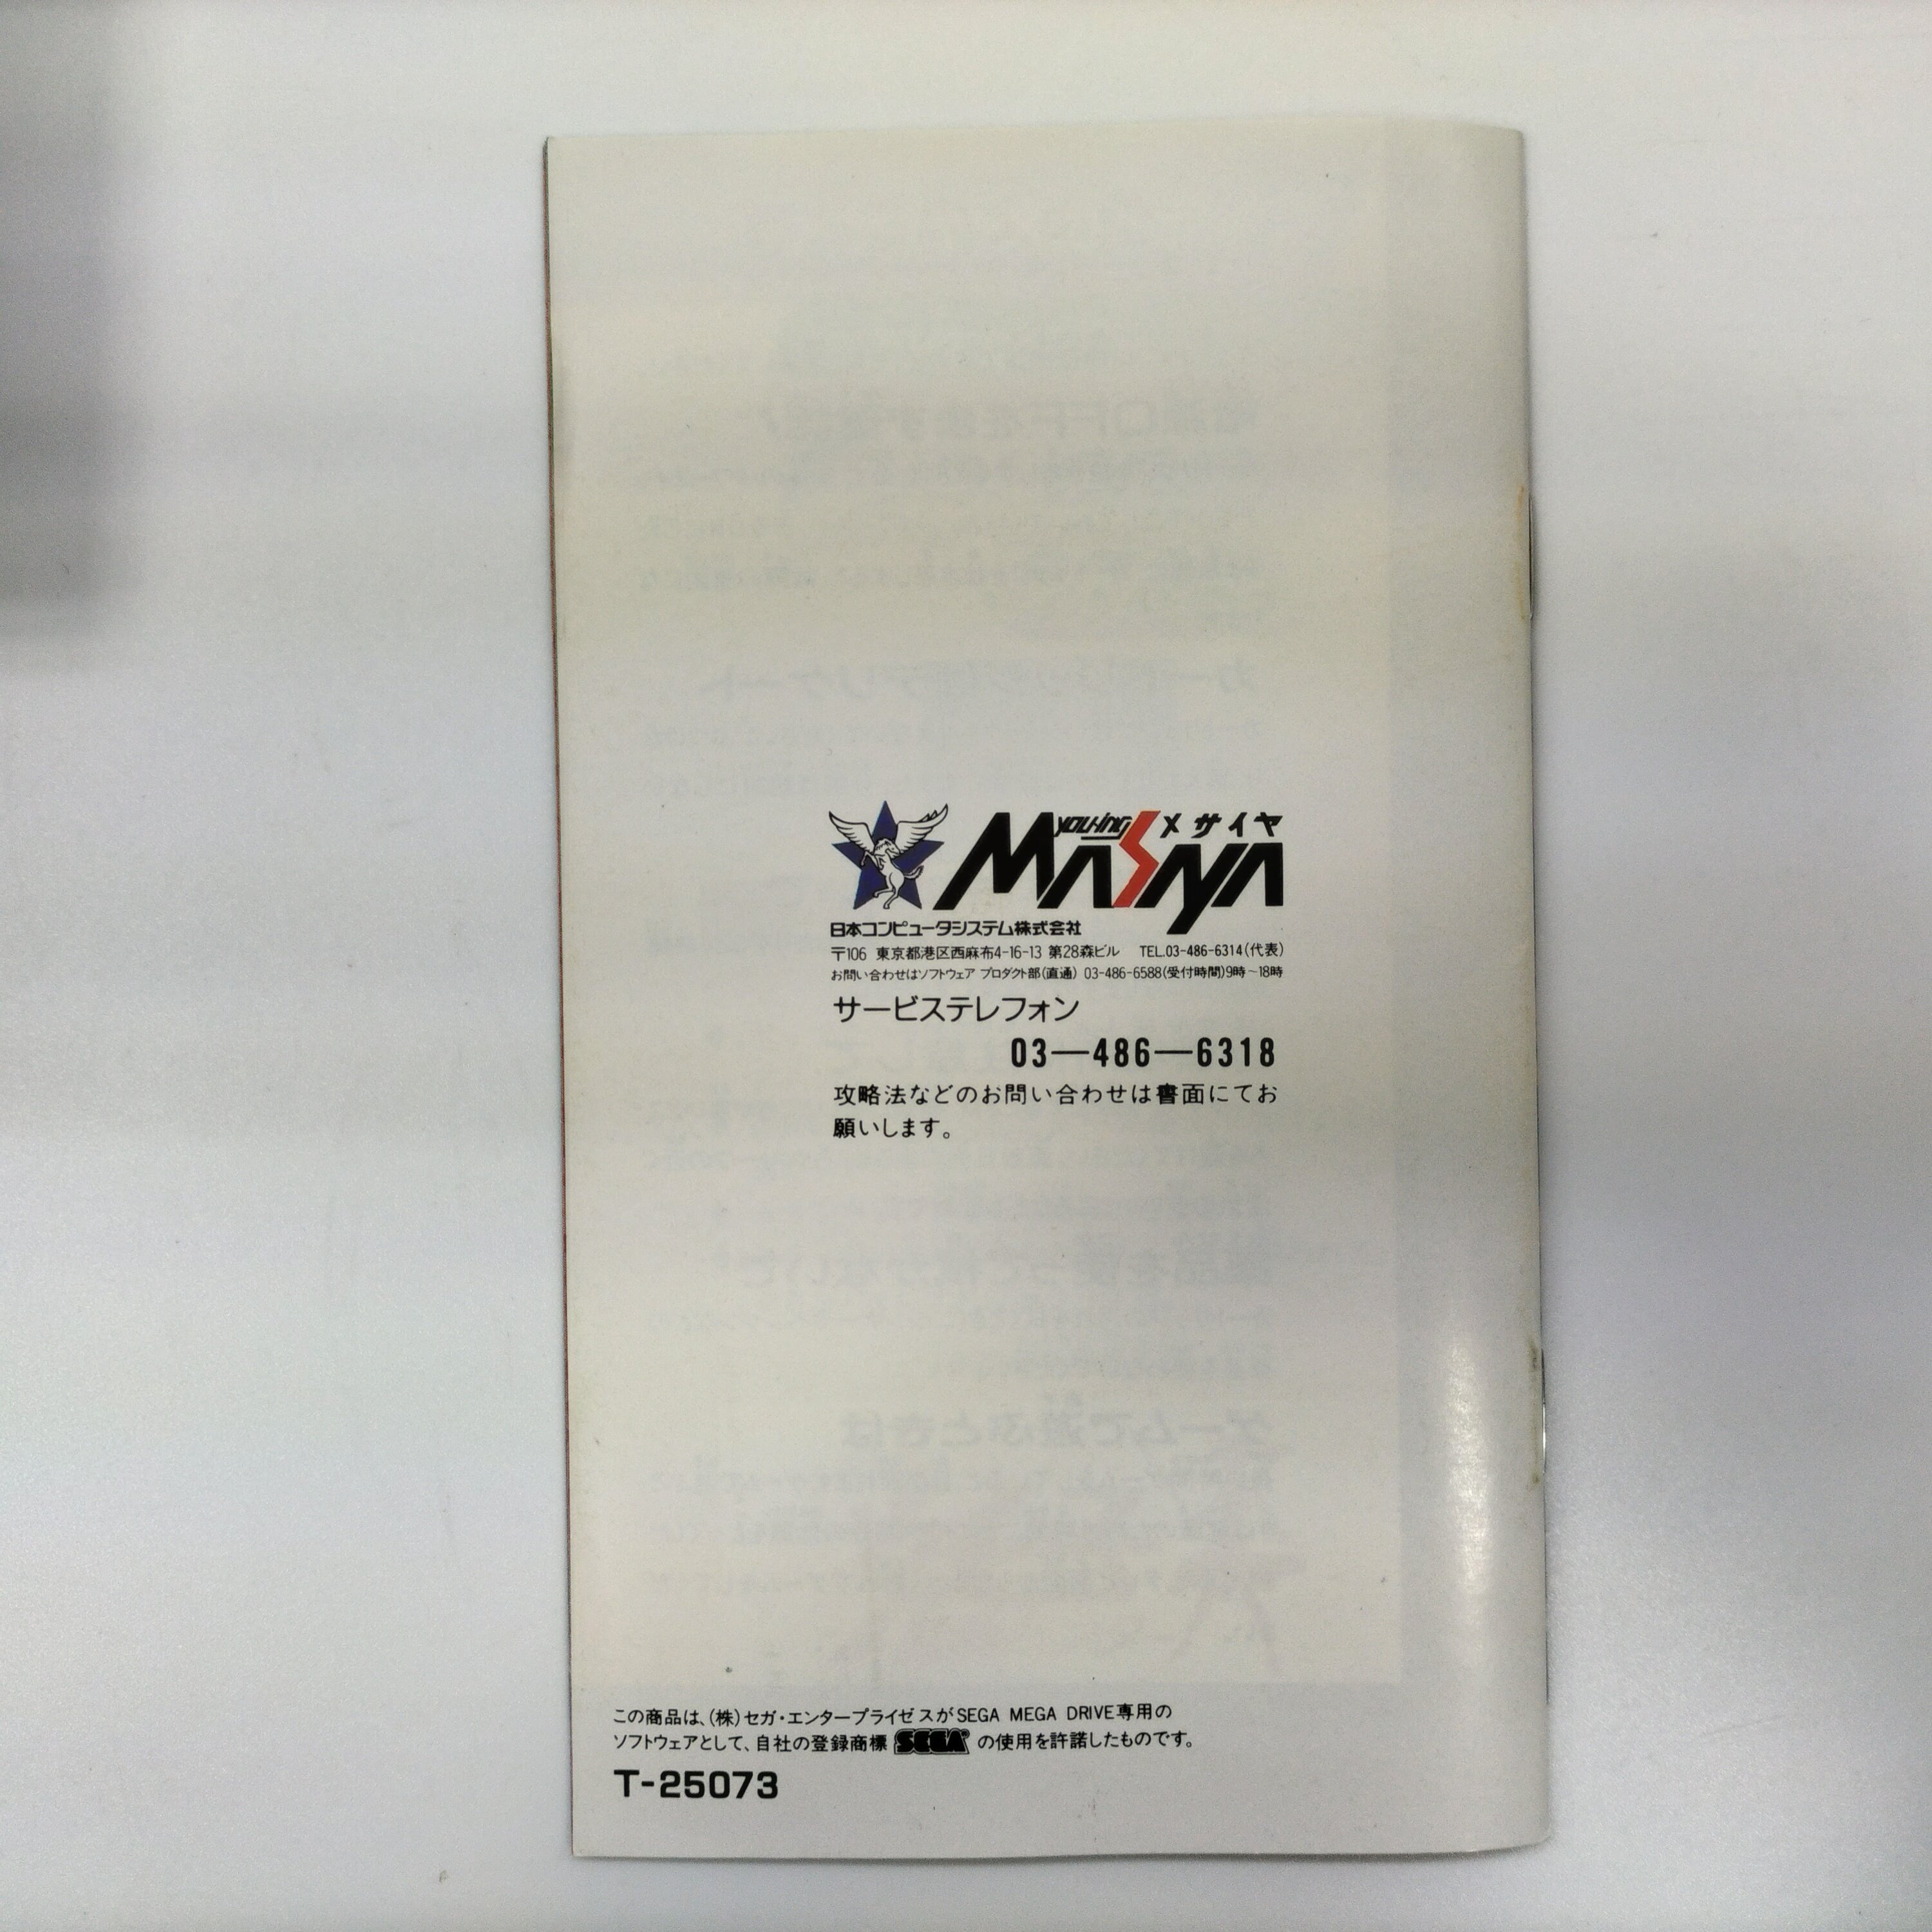 you-ing メサイヤ
MASAYA
日本コンピュータシステム株式会社
〒106 東京都港区西麻布4-16-13 第28森ビル TEL.03-486-6314(代表)
お問い合わせはソフトウェア プロダクト部(直通) 03-486-6588(受付時間)9時~18時
サービステレフォン
03―486―6318
攻略法などのお問い合わせは書面にてお
願いします。
この商品は、(株)セガ・エンタープライゼスがSEGA MEGA DRIVE専用の
ソフトウェアとして、自社の登録商標 SEGA® の使用を許諾したものです。
T-25073